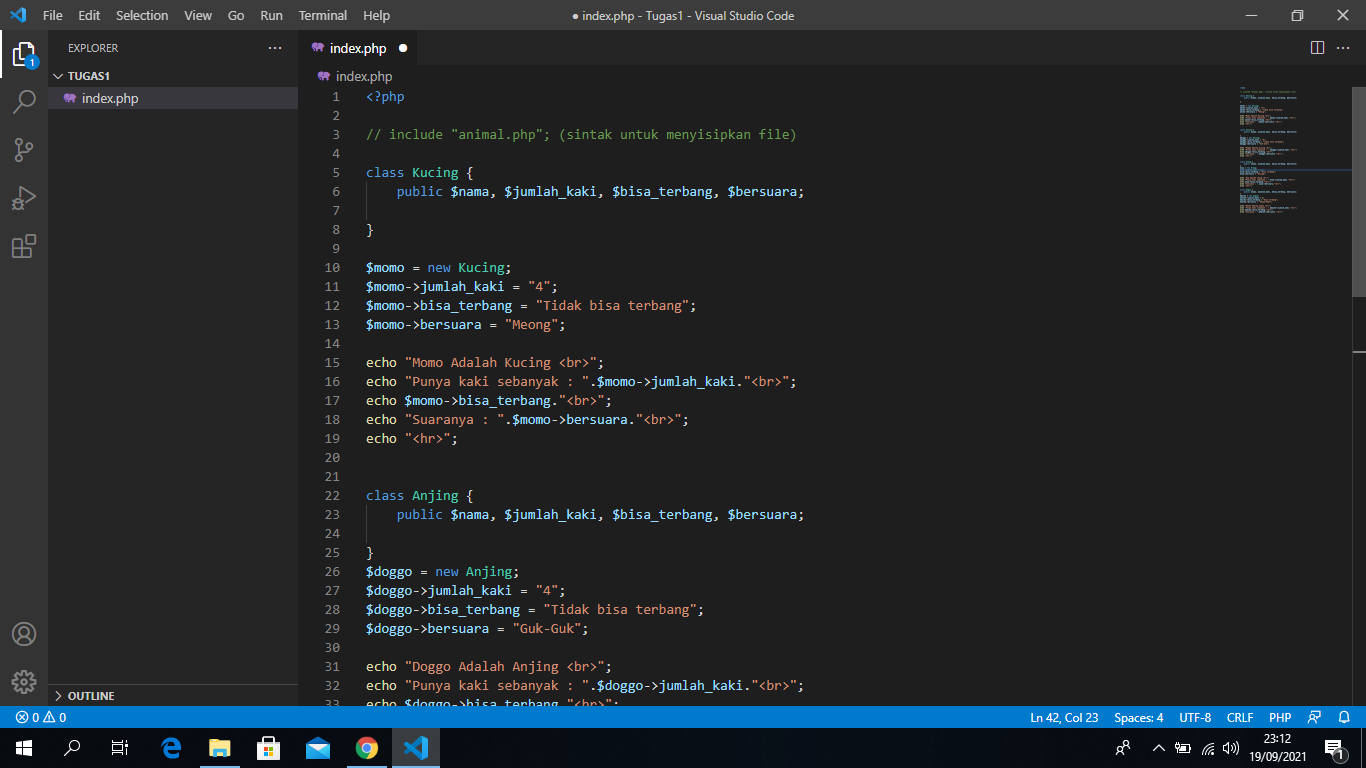 File Edit Selection View Go Run Terminal Help ● index.php - Tugas1 - Visual Studio Code
EXPLORER
TUGAS1
index.php
1
index.php
index.php
1 <?php
2
3 // include "animal.php"; (sintak untuk menyisipkan file)
4
5 class Kucing {
6 public $nama, $jumlah_kaki, $bisa_terbang, $bersuara;
7
8 }
9
10 $momo = new Kucing;
11 $momo->jumlah_kaki = "4";
12 $momo->bisa_terbang = "Tidak bisa terbang";
13 $momo->bersuara = "Meong";
14
15 echo "Momo Adalah Kucing <br>";
16 echo "Punya kaki sebanyak : ".$momo->jumlah_kaki."<br>";
17 echo $momo->bisa_terbang."<br>";
18 echo "Suaranya : ".$momo->bersuara."<br>";
19 echo "<hr>";
20
21
22 class Anjing {
23 public $nama, $jumlah_kaki, $bisa_terbang, $bersuara;
24
25 }
26 $doggo = new Anjing;
27 $doggo->jumlah_kaki = "4";
28 $doggo->bisa_terbang = "Tidak bisa terbang";
29 $doggo->bersuara = "Guk-Guk";
30
31 echo "Doggo Adalah Anjing <br>";
32 echo "Punya kaki sebanyak : ".$doggo->jumlah_kaki."<br>";
33 echo $doggo->bisa_terbang."<br>";
OUTLINE
0 0 Ln 42, Col 23 Spaces: 4 UTF-8 CRLF PHP
23:12
19/09/2021
1